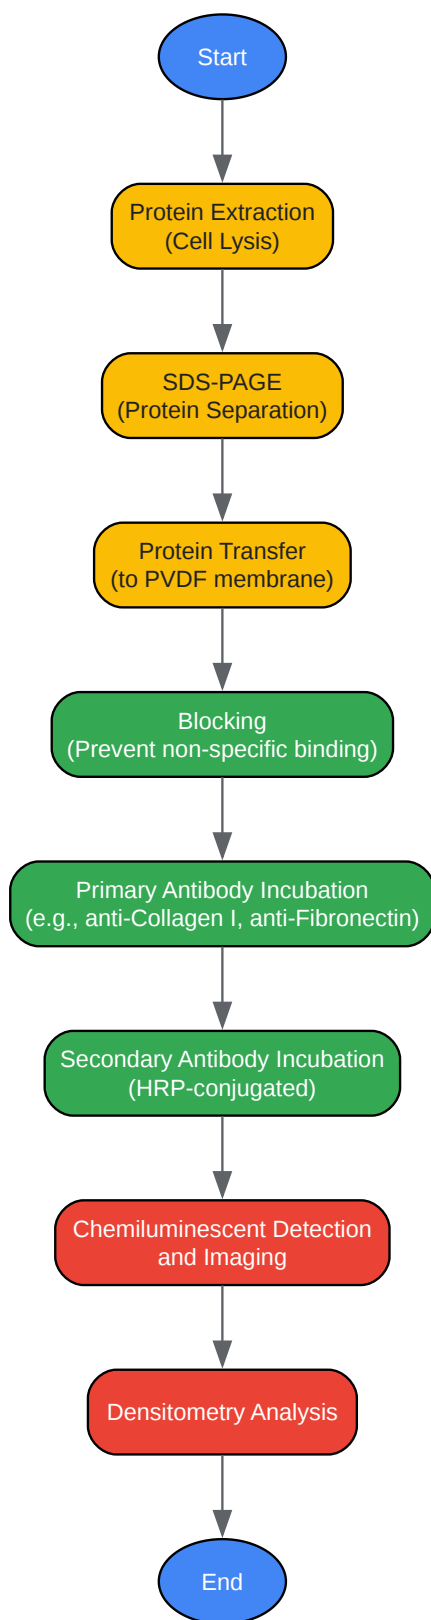 Start
Protein Extraction
(Cell Lysis)
SDS-PAGE
(Protein Separation)
Protein Transfer
(to PVDF membrane)
Blocking
(Prevent non-specific binding)
Primary Antibody Incubation
(e.g., anti-Collagen I, anti-Fibronectin)
Secondary Antibody Incubation
(HRP-conjugated)
Chemiluminescent Detection
and Imaging
Densitometry Analysis
End